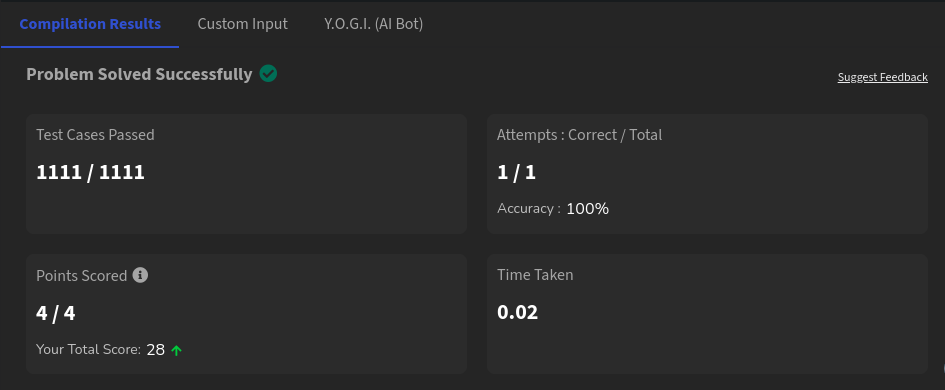 Compilation Results
Custom Input
Y.O.G.I. (AI Bot)
Problem Solved Successfully
Suggest Feedback
Test Cases Passed
1111 / 1111
Attempts : Correct / Total
1 / 1
Accuracy : 100%
Points Scored
4 / 4
Your Total Score: 28
Time Taken
0.02